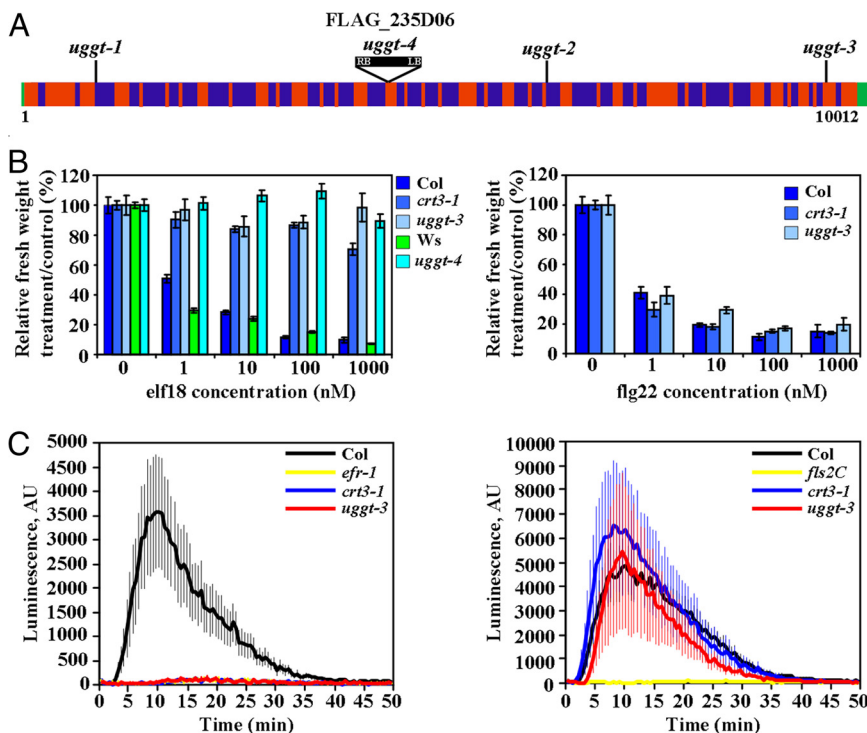 A
FLAG_235D06
uggt-1
uggt-4
uggt-2
uggt-3
RB
LB
1
10012
B
Relative fresh weight
treatment/control (%)
120
100
80
60
40
20
0
0
1
10
100
1000
elf18 concentration (nM)
Col
crt3-1
uggt-3
Ws
uggt-4
Relative fresh weight
treatment/control (%)
120
100
80
60
40
20
0
0
1
10
100
1000
flg22 concentration (nM)
Col
crt3-1
uggt-3
C
Luminescence, AU
5000
4500
4000
3500
3000
2500
2000
1500
1000
500
0
0
5
10
15
20
25
30
35
40
45
50
Time (min)
Col
efr-1
crt3-1
uggt-3
Luminescence, AU
10000
9000
8000
7000
6000
5000
4000
3000
2000
1000
0
0
5
10
15
20
25
30
35
40
45
50
Time (min)
Col
fls2C
crt3-1
uggt-3